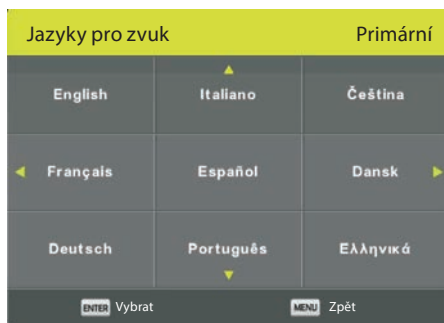 Jazyky pro zvuk Primární
English Italiano Čeština
Français Español Dansk
Deutsch Português Ελληνικά
ENTER Vybrat MENU Zpět